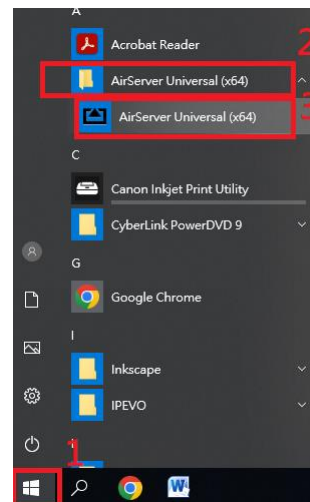 A
Acrobat Reader
2
AirServer Universal (x64)
3
AirServer Universal (x64)
C
Canon Inkjet Print Utility
CyberLink PowerDVD 9
G
Google Chrome
I
Inkscape
IPEVO
1
W